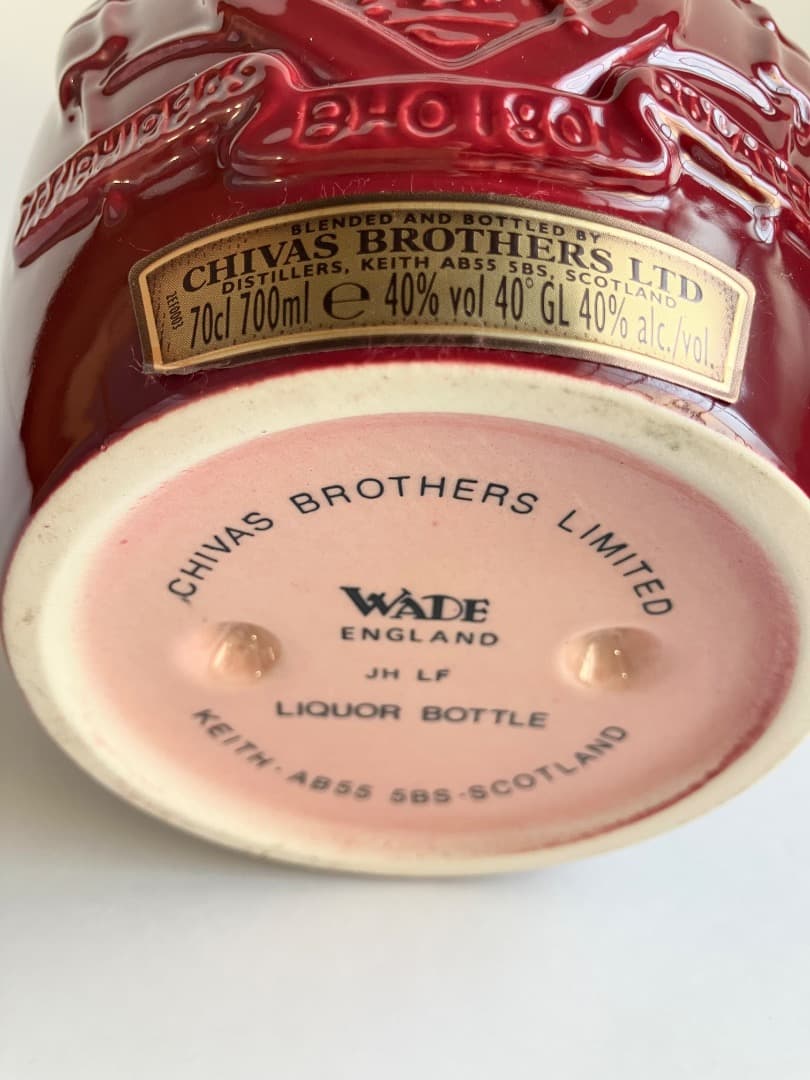 BLENDED AND BOTTLED BY
CHIVAS BROTHERS LTD
DISTILLERS, KEITH AB55 5BS, SCOTLAND
70cl 700ml e 40% vol 40° GL 40% alc./vol.
2EF0003
CHIVAS BROTHERS LIMITED
WADE
ENGLAND
JH LF
LIQUOR BOTTLE
KEITH · AB55 5BS · SCOTLAND